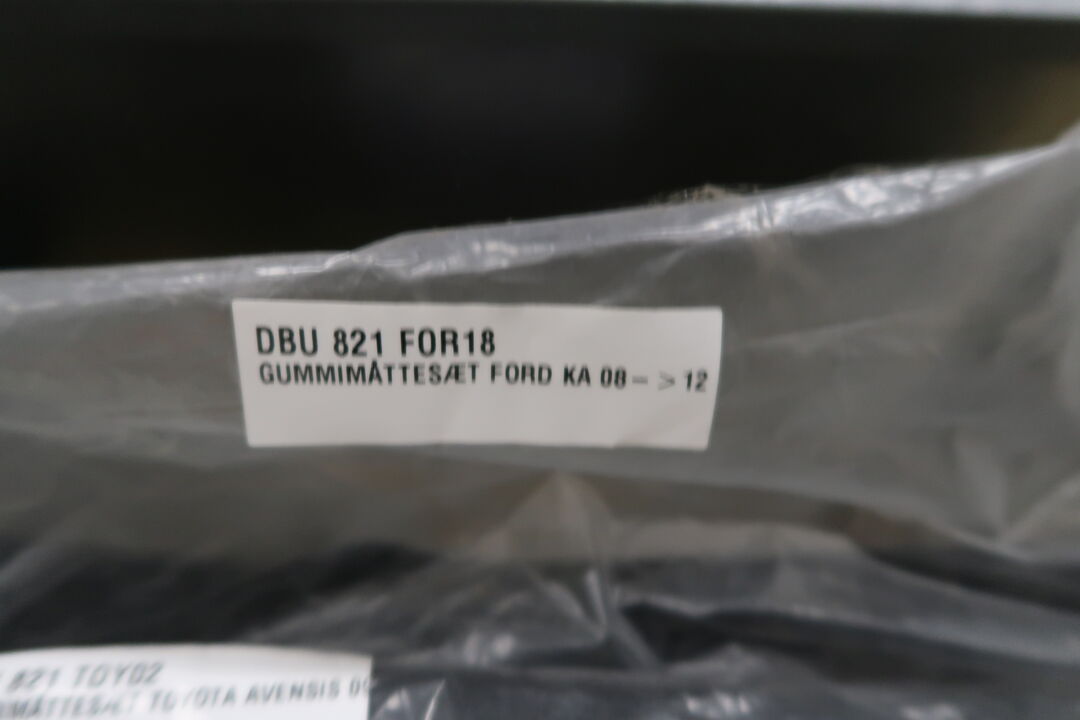 DBU 821 FOR18
GUMMIMÅTTESÆT FORD KA 08-> 12
821 TOY02
TOYOTA AVENSIS